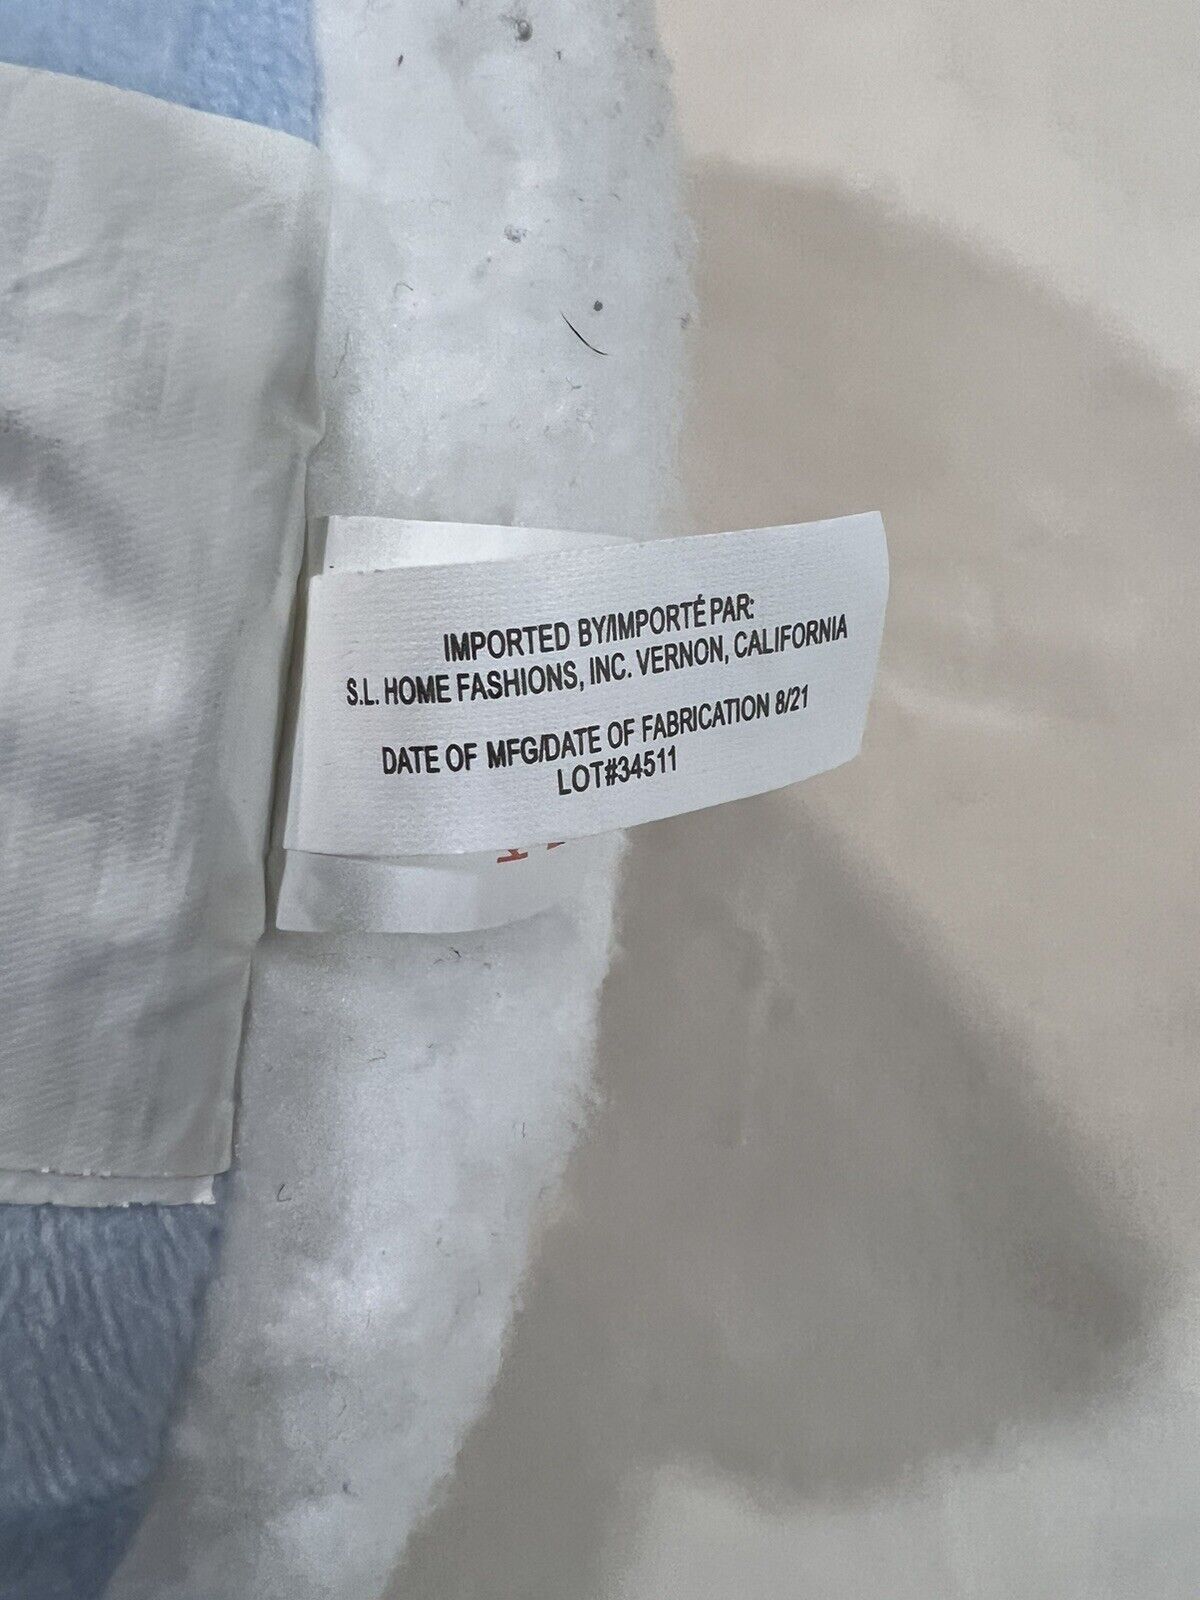 IMPORTED BY/IMPORTÉ PAR:
S.L. HOME FASHIONS, INC. VERNON, CALIFORNIA
DATE OF MFG/DATE OF FABRICATION 8/21
LOT#34511